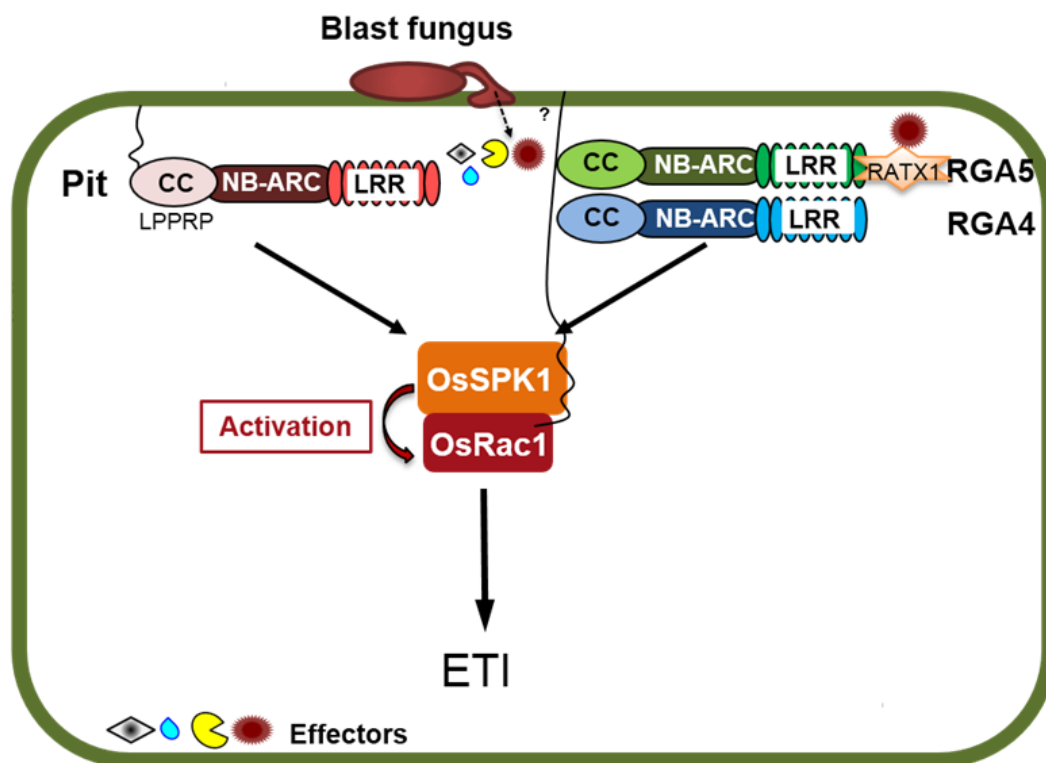 Blast fungus
?
Pit
CC NB-ARC LRR
LPPRP
CC NB-ARC LRR RATX1 RGA5
CC NB-ARC LRR RGA4
OsSPK1
Activation
OsRac1
ETI
Effectors